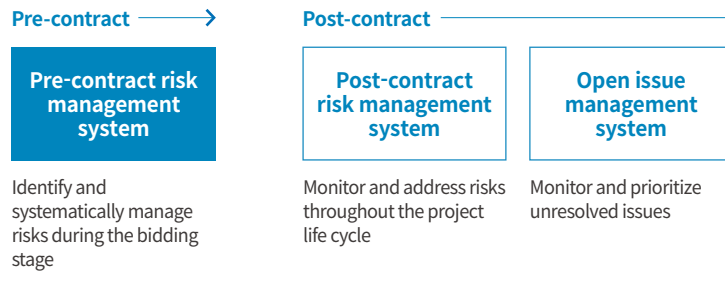 Pre-contract
Post-contract
Pre-contract risk
management
system
Post-contract
risk management
system
Open issue
management
system
Identify and
systematically manage
risks during the bidding
stage
Monitor and address risks
throughout the project
life cycle
Monitor and prioritize
unresolved issues